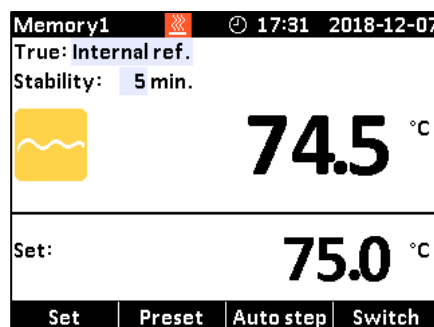 Memory1 17:31 2018-12-07
True: Internal ref.
Stability: 5 min.
74.5 °C
Set: 75.0 °C
Set Preset Auto step Switch